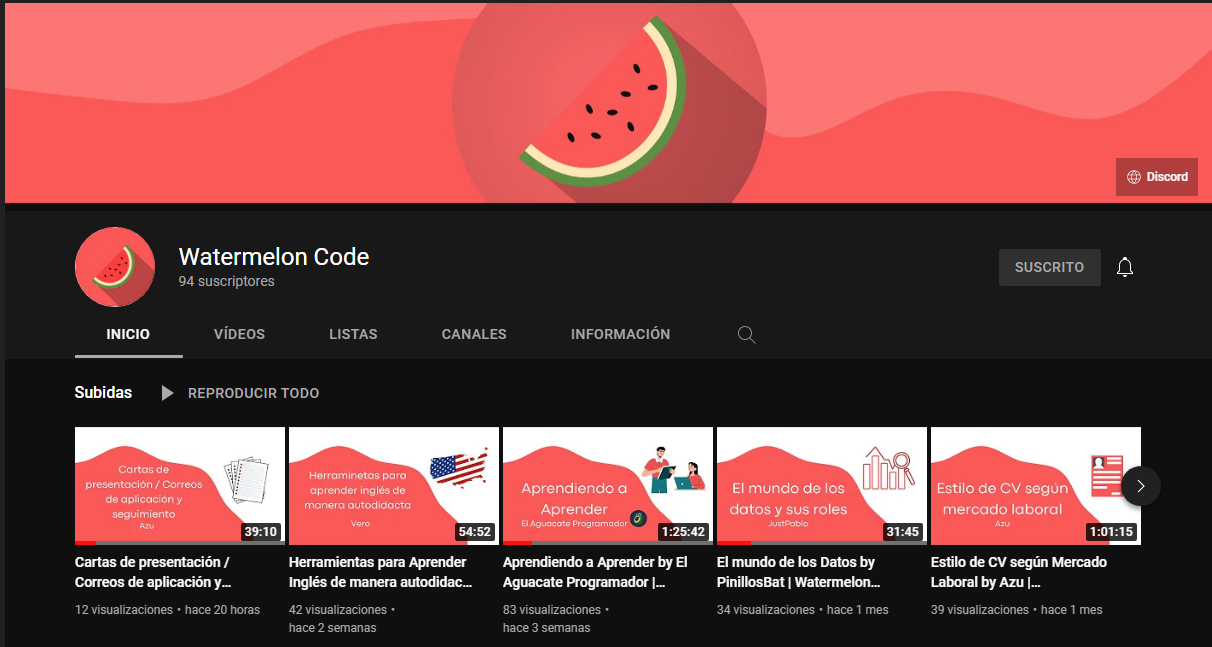 Discord
Watermelon Code
94 suscriptores
SUSCRITO
INICIO
VÍDEOS
LISTAS
CANALES
INFORMACIÓN
Subidas
REPRODUCIR TODO
Cartas de
presentación / Correos
de aplicación y
seguimiento
Azu
39:10
Herraminetas para
aprender inglés de
manera autodidacta
Vero
54:52
Aprendiendo a
Aprender
El Aguacate Programador
1:25:42
El mundo de los
datos y sus roles
JustPablo
31:45
Estilo de CV según
mercado laboral
Azu
1:01:15
Cartas de presentación /
Correos de aplicación y...
12 visualizaciones • hace 20 horas
Herramientas para Aprender
Inglés de manera autodidac...
42 visualizaciones •
hace 2 semanas
Aprendiendo a Aprender by El
Aguacate Programador |...
83 visualizaciones •
hace 3 semanas
El mundo de los Datos by
PinillosBat | Watermelon...
34 visualizaciones • hace 1 mes
Estilo de CV según Mercado
Laboral by Azu |...
39 visualizaciones • hace 1 mes